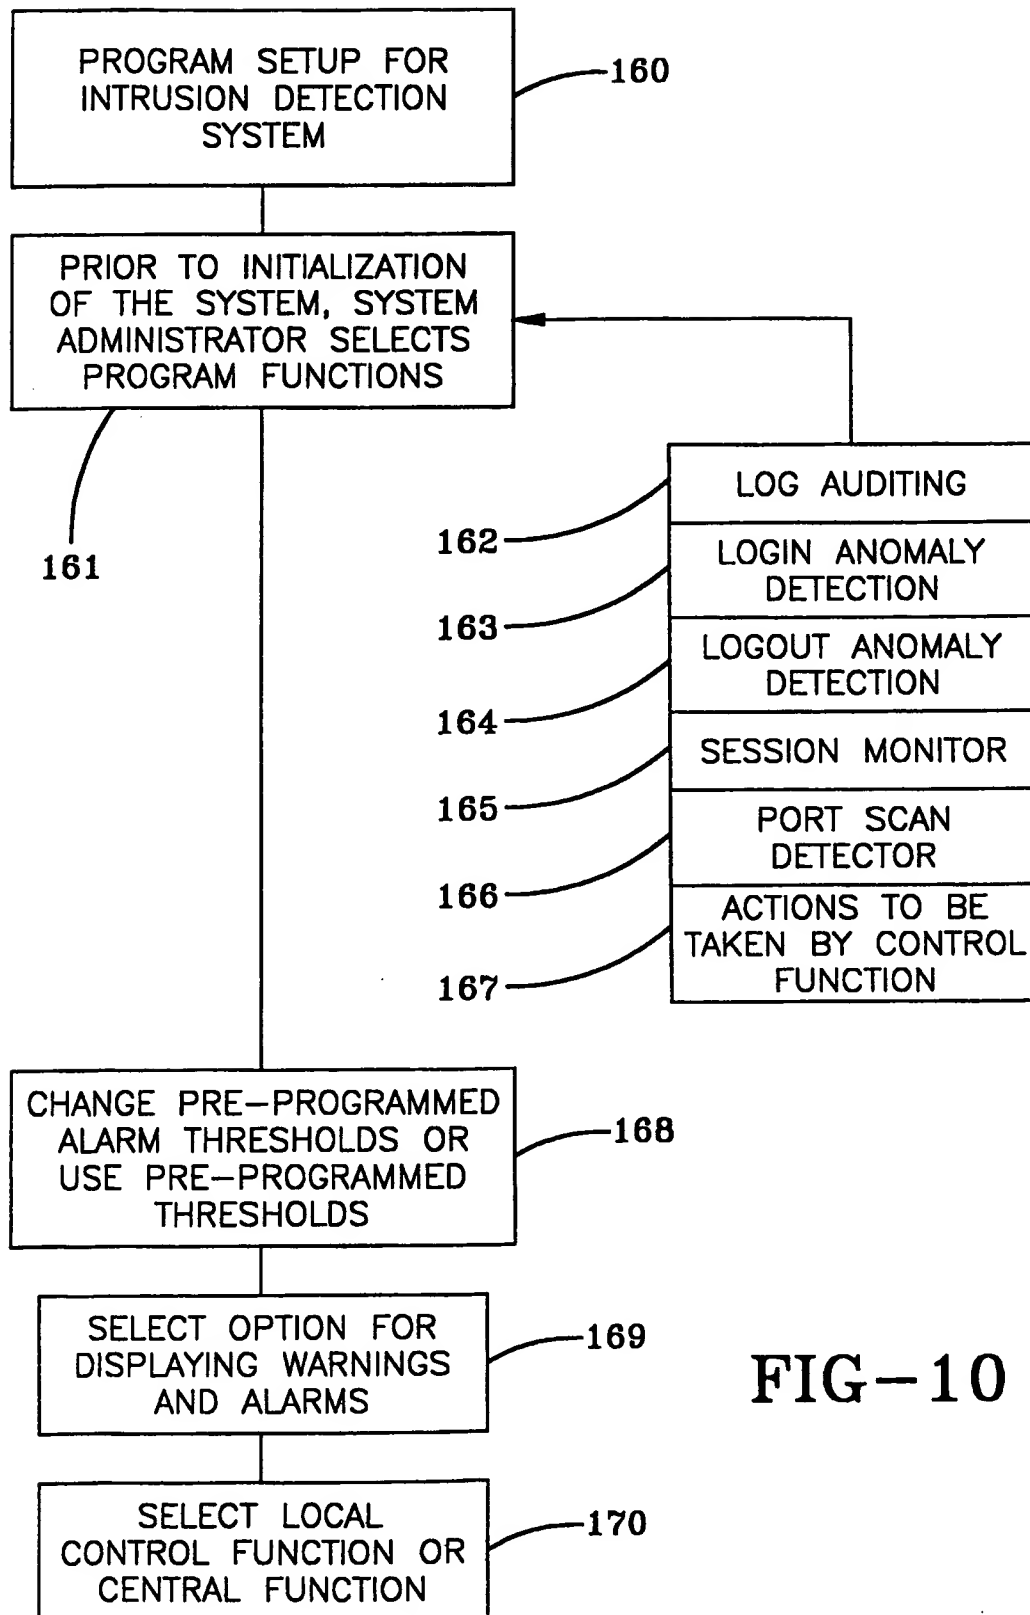 PROGRAM SETUP FOR
INTRUSION DETECTION
SYSTEM
160
PRIOR TO INITIALIZATION
OF THE SYSTEM, SYSTEM
ADMINISTRATOR SELECTS
PROGRAM FUNCTIONS
161
LOG AUDITING
162
LOGIN ANOMALY
DETECTION
163
LOGOUT ANOMALY
DETECTION
164
SESSION MONITOR
165
PORT SCAN
DETECTOR
166
ACTIONS TO BE
TAKEN BY CONTROL
FUNCTION
167
CHANGE PRE-PROGRAMMED
ALARM THRESHOLDS OR
USE PRE-PROGRAMMED
THRESHOLDS
168
SELECT OPTION FOR
DISPLAYING WARNINGS
AND ALARMS
169
FIG-10
SELECT LOCAL
CONTROL FUNCTION OR
CENTRAL FUNCTION
170